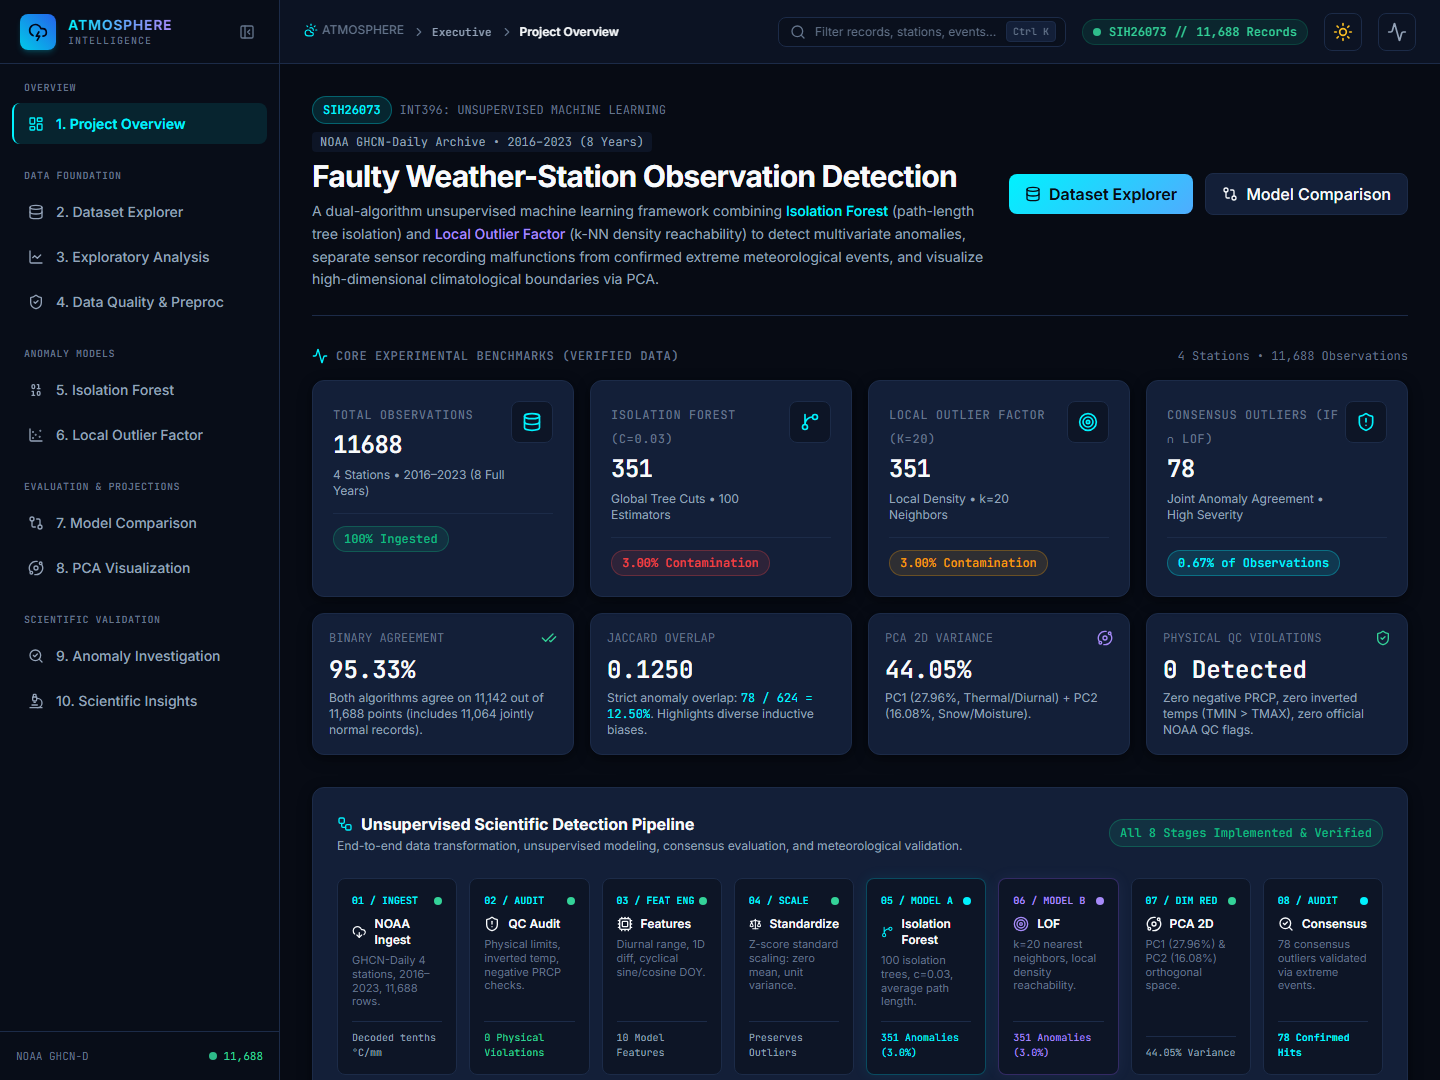 ATMOSPHERE
INTELLIGENCE
OVERVIEW
1. Project Overview
DATA FOUNDATION
2. Dataset Explorer
3. Exploratory Analysis
4. Data Quality & Preproc
ANOMALY MODELS
5. Isolation Forest
6. Local Outlier Factor
EVALUATION & PROJECTIONS
7. Model Comparison
8. PCA Visualization
SCIENTIFIC VALIDATION
9. Anomaly Investigation
10. Scientific Insights
NOAA GHCN-D
11,688
ATMOSPHERE > Executive > Project Overview
Filter records, stations, events... Ctrl K
SIH26073 // 11,688 Records
SIH26073 INT396: UNSUPERVISED MACHINE LEARNING
NOAA GHCN-Daily Archive • 2016–2023 (8 Years)
Faulty Weather-Station Observation Detection
A dual-algorithm unsupervised machine learning framework combining Isolation Forest (path-length
tree isolation) and Local Outlier Factor (k-NN density reachability) to detect multivariate anomalies,
separate sensor recording malfunctions from confirmed extreme meteorological events, and visualize
high-dimensional climatological boundaries via PCA.
Dataset Explorer
Model Comparison
CORE EXPERIMENTAL BENCHMARKS (VERIFIED DATA)
4 Stations • 11,688 Observations
TOTAL OBSERVATIONS
11688
4 Stations • 2016–2023 (8 Full
Years)
100% Ingested
ISOLATION FOREST
(C=0.03)
351
Global Tree Cuts • 100
Estimators
3.00% Contamination
LOCAL OUTLIER FACTOR
(K=20)
351
Local Density • k=20
Neighbors
3.00% Contamination
CONSENSUS OUTLIERS (IF
∩ LOF)
78
Joint Anomaly Agreement •
High Severity
0.67% of Observations
BINARY AGREEMENT
95.33%
Both algorithms agree on 11,142 out of
11,688 points (includes 11,064 jointly
normal records).
JACCARD OVERLAP
0.1250
Strict anomaly overlap: 78 / 624 =
12.50%. Highlights diverse inductive
biases.
PCA 2D VARIANCE
44.05%
PC1 (27.96%, Thermal/Diurnal) + PC2
(16.08%, Snow/Moisture).
PHYSICAL QC VIOLATIONS
0 Detected
Zero negative PRCP, zero inverted
temps (TMIN > TMAX), zero official
NOAA QC flags.
Unsupervised Scientific Detection Pipeline
End-to-end data transformation, unsupervised modeling, consensus evaluation, and meteorological validation.
All 8 Stages Implemented & Verified
01 / INGEST
NOAA
Ingest
GHCN-Daily 4
stations, 2016–
2023, 11,688
rows.
Decoded tenths
°C/mm
02 / AUDIT
QC Audit
Physical limits,
inverted temp,
negative PRCP
checks.
0 Physical
Violations
03 / FEAT ENG
Features
Diurnal range, 1D
diff, cyclical
sine/cosine DOY.
10 Model
Features
04 / SCALE
Standardize
Z-score standard
scaling: zero
mean, unit
variance.
Preserves
Outliers
05 / MODEL A
Isolation
Forest
100 isolation
trees, c=0.03,
average path
length.
351 Anomalies
(3.0%)
06 / MODEL B
LOF
k=20 nearest
neighbors, local
density
reachability.
351 Anomalies
(3.0%)
07 / DIM RED
PCA 2D
PC1 (27.96%) &
PC2 (16.08%)
orthogonal
space.
44.05% Variance
08 / AUDIT
Consensus
78 consensus
outliers validated
via extreme
events.
78 Confirmed
Hits